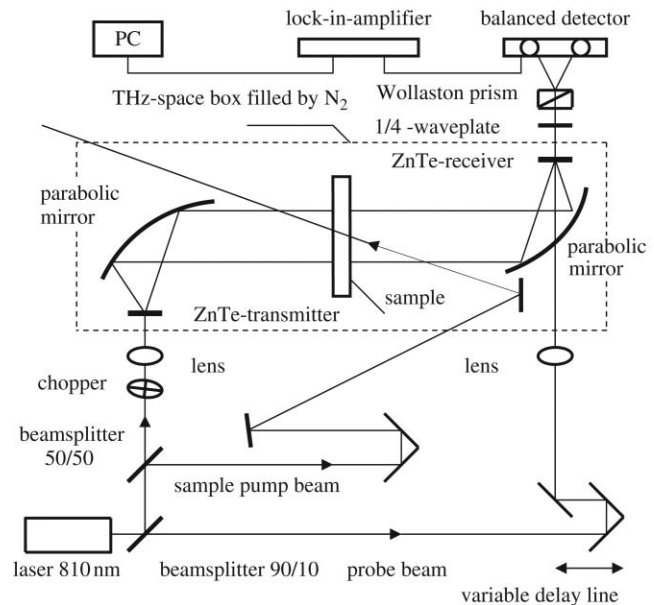 lock-in-amplifier
balanced detector
PC
THz-space box filled by N₂
Wollaston prism
1/4 -waveplate
ZnTe-receiver
parabolic
mirror
parabolic
mirror
sample
ZnTe-transmitter
lens
lens
chopper
beamsplitter
50/50
sample pump beam
laser 810 nm
beamsplitter 90/10
probe beam
variable delay line